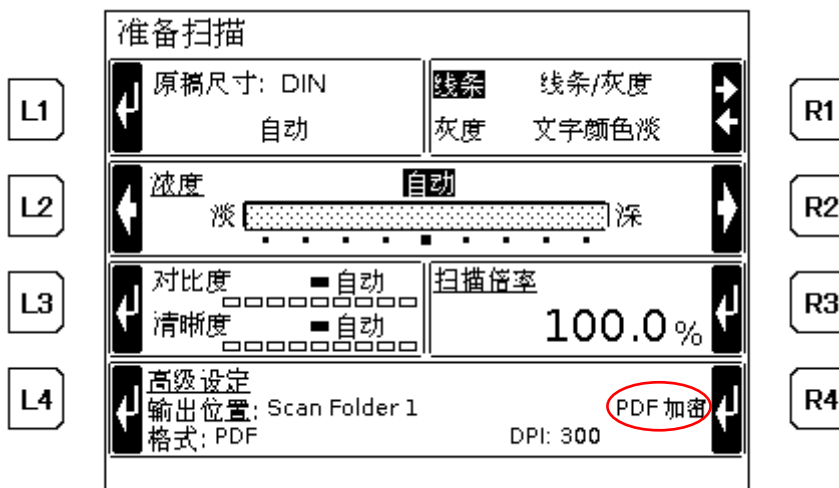 准备扫描
L1
原稿尺寸: DIN
自动
线条 线条/灰度
灰度 文字颜色淡
R1
L2
浓度 自动
淡 深
R2
L3
对比度 自动
清晰度 自动
扫描倍率
100.0%
R3
L4
高级设定
输出位置: Scan Folder 1
PDF 加密
格式: PDF
DPI: 300
R4